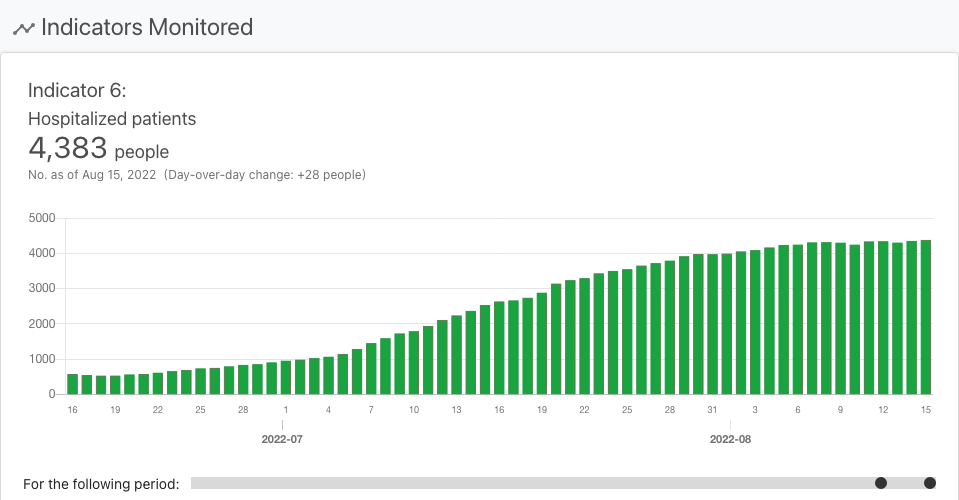 Indicators Monitored
Indicator 6:
Hospitalized patients
4,383 people
No. as of Aug 15, 2022 (Day-over-day change: +28 people)
5000
4000
3000
2000
1000
0
16 19 22 25 28 1 4 7 10 13 16 19 22 25 28 31 3 6 9 12 15
2022-07 2022-08
For the following period: